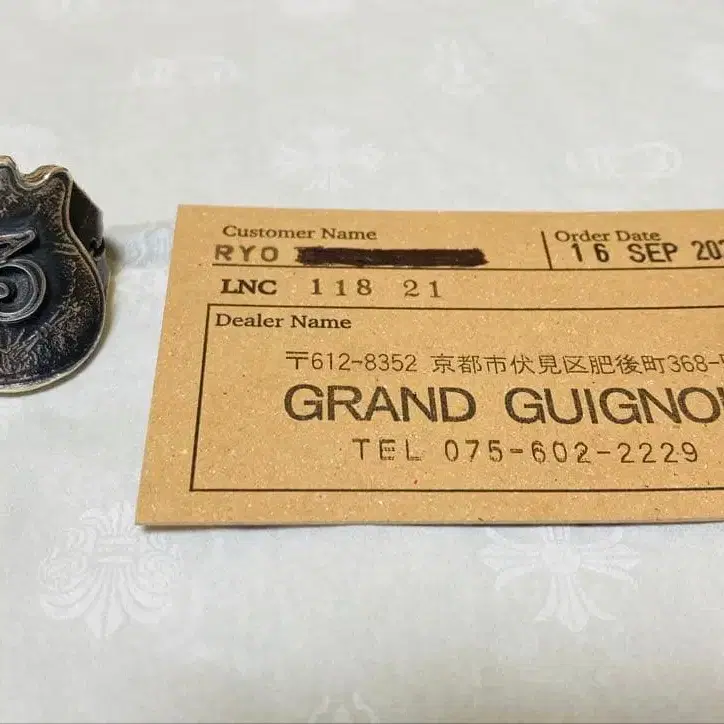 3
Customer Name
Order Date
RYO
16 SEP 20
LNC 118 21
Dealer Name
〒612-8352 京都市伏見区肥後町368-
GRAND GUIGNO
TEL 075-602-2229